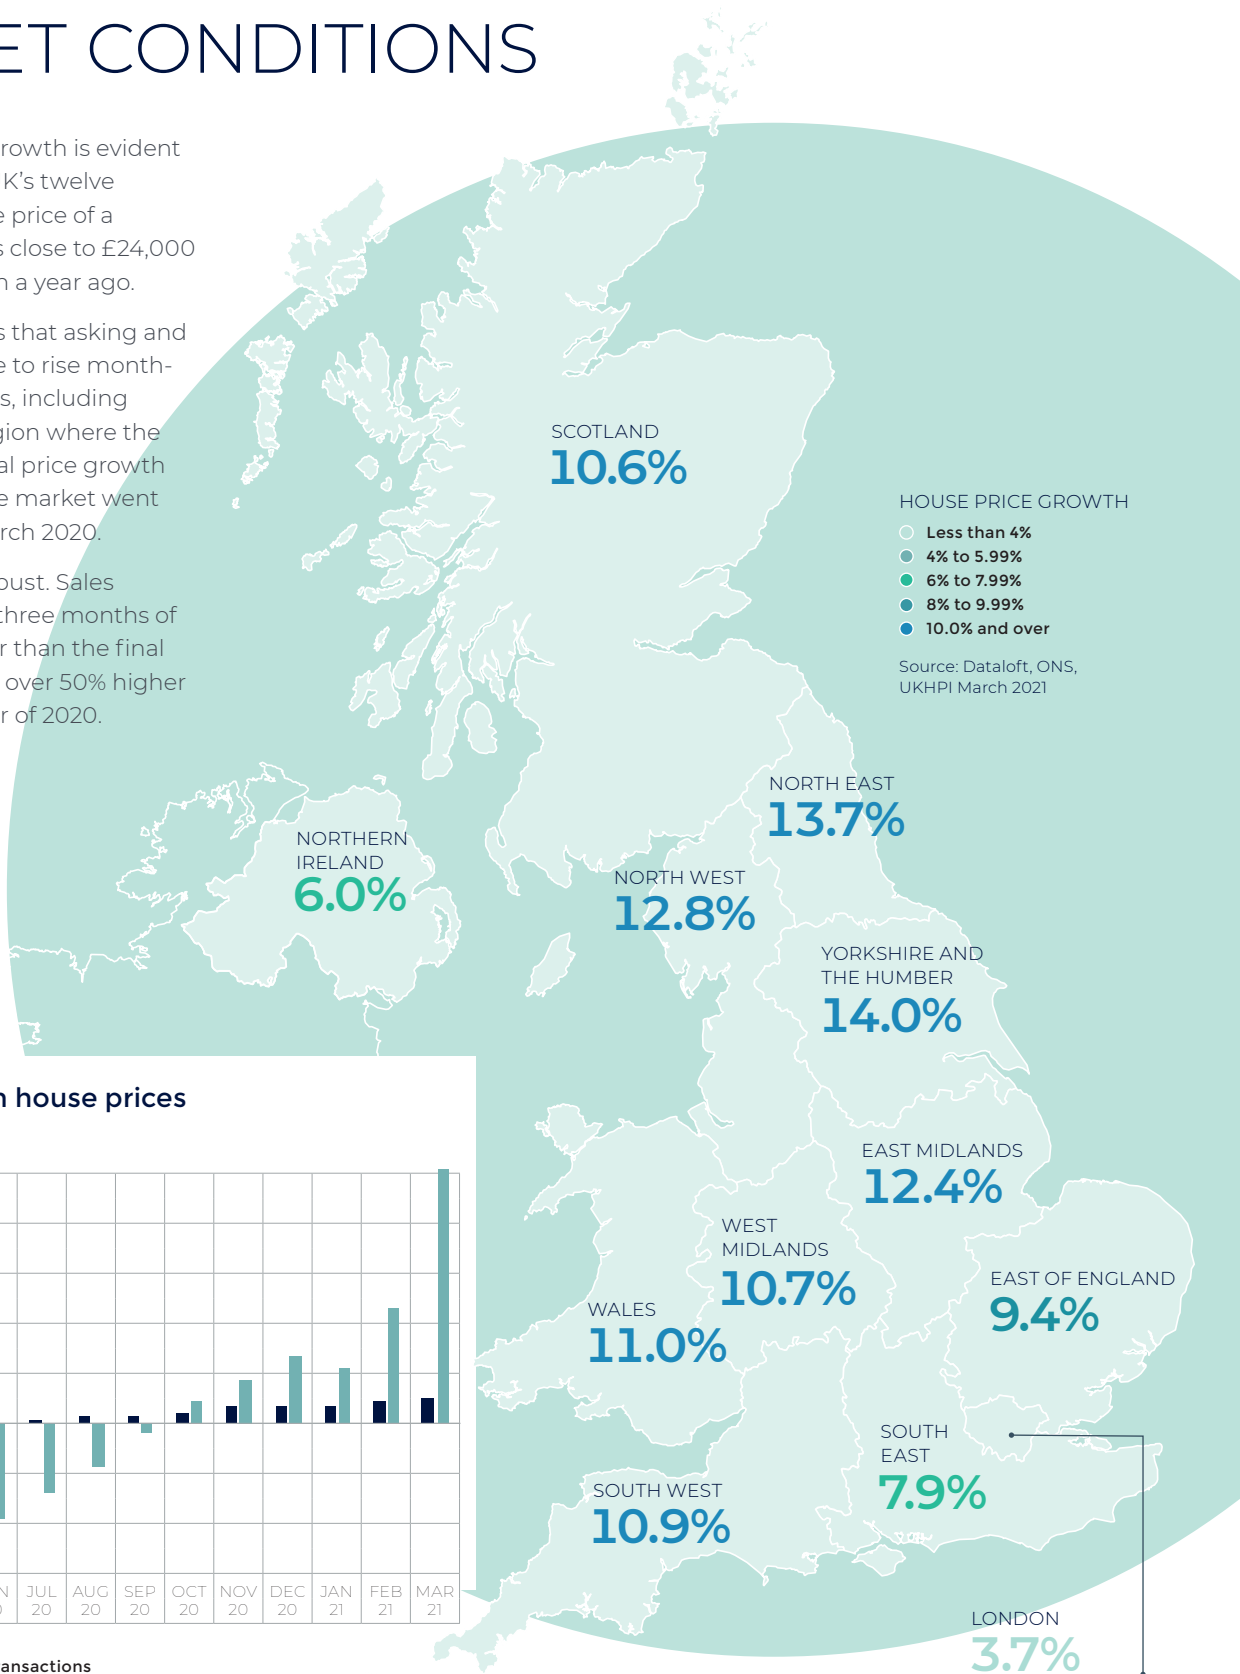 ET CONDITIONS
rowth is evident
K's twelve
e price of a
s close to £24,000
n a year ago.
s that asking and
e to rise month-
s, including
gion where the
al price growth
e market went
rch 2020.
oust. Sales
three months of
r than the final
over 50% higher
r of 2020.
SCOTLAND
10.6%
HOUSE PRICE GROWTH
Less than 4%
4% to 5.99%
6% to 7.99%
8% to 9.99%
10.0% and over
Source: Dataloft, ONS,
UKHPI March 2021
NORTH EAST
13.7%
NORTHERN
IRELAND
6.0%
NORTH WEST
12.8%
YORKSHIRE AND
THE HUMBER
14.0%
EAST MIDLANDS
12.4%
WEST
MIDLANDS
10.7%
EAST OF ENGLAND
9.4%
WALES
11.0%
SOUTH
EAST
7.9%
SOUTH WEST
10.9%
LONDON
3.7%
n house prices
N JUL AUG SEP OCT NOV DEC JAN FEB MAR
0 20 20 20 20 20 20 21 21 21
ansactions